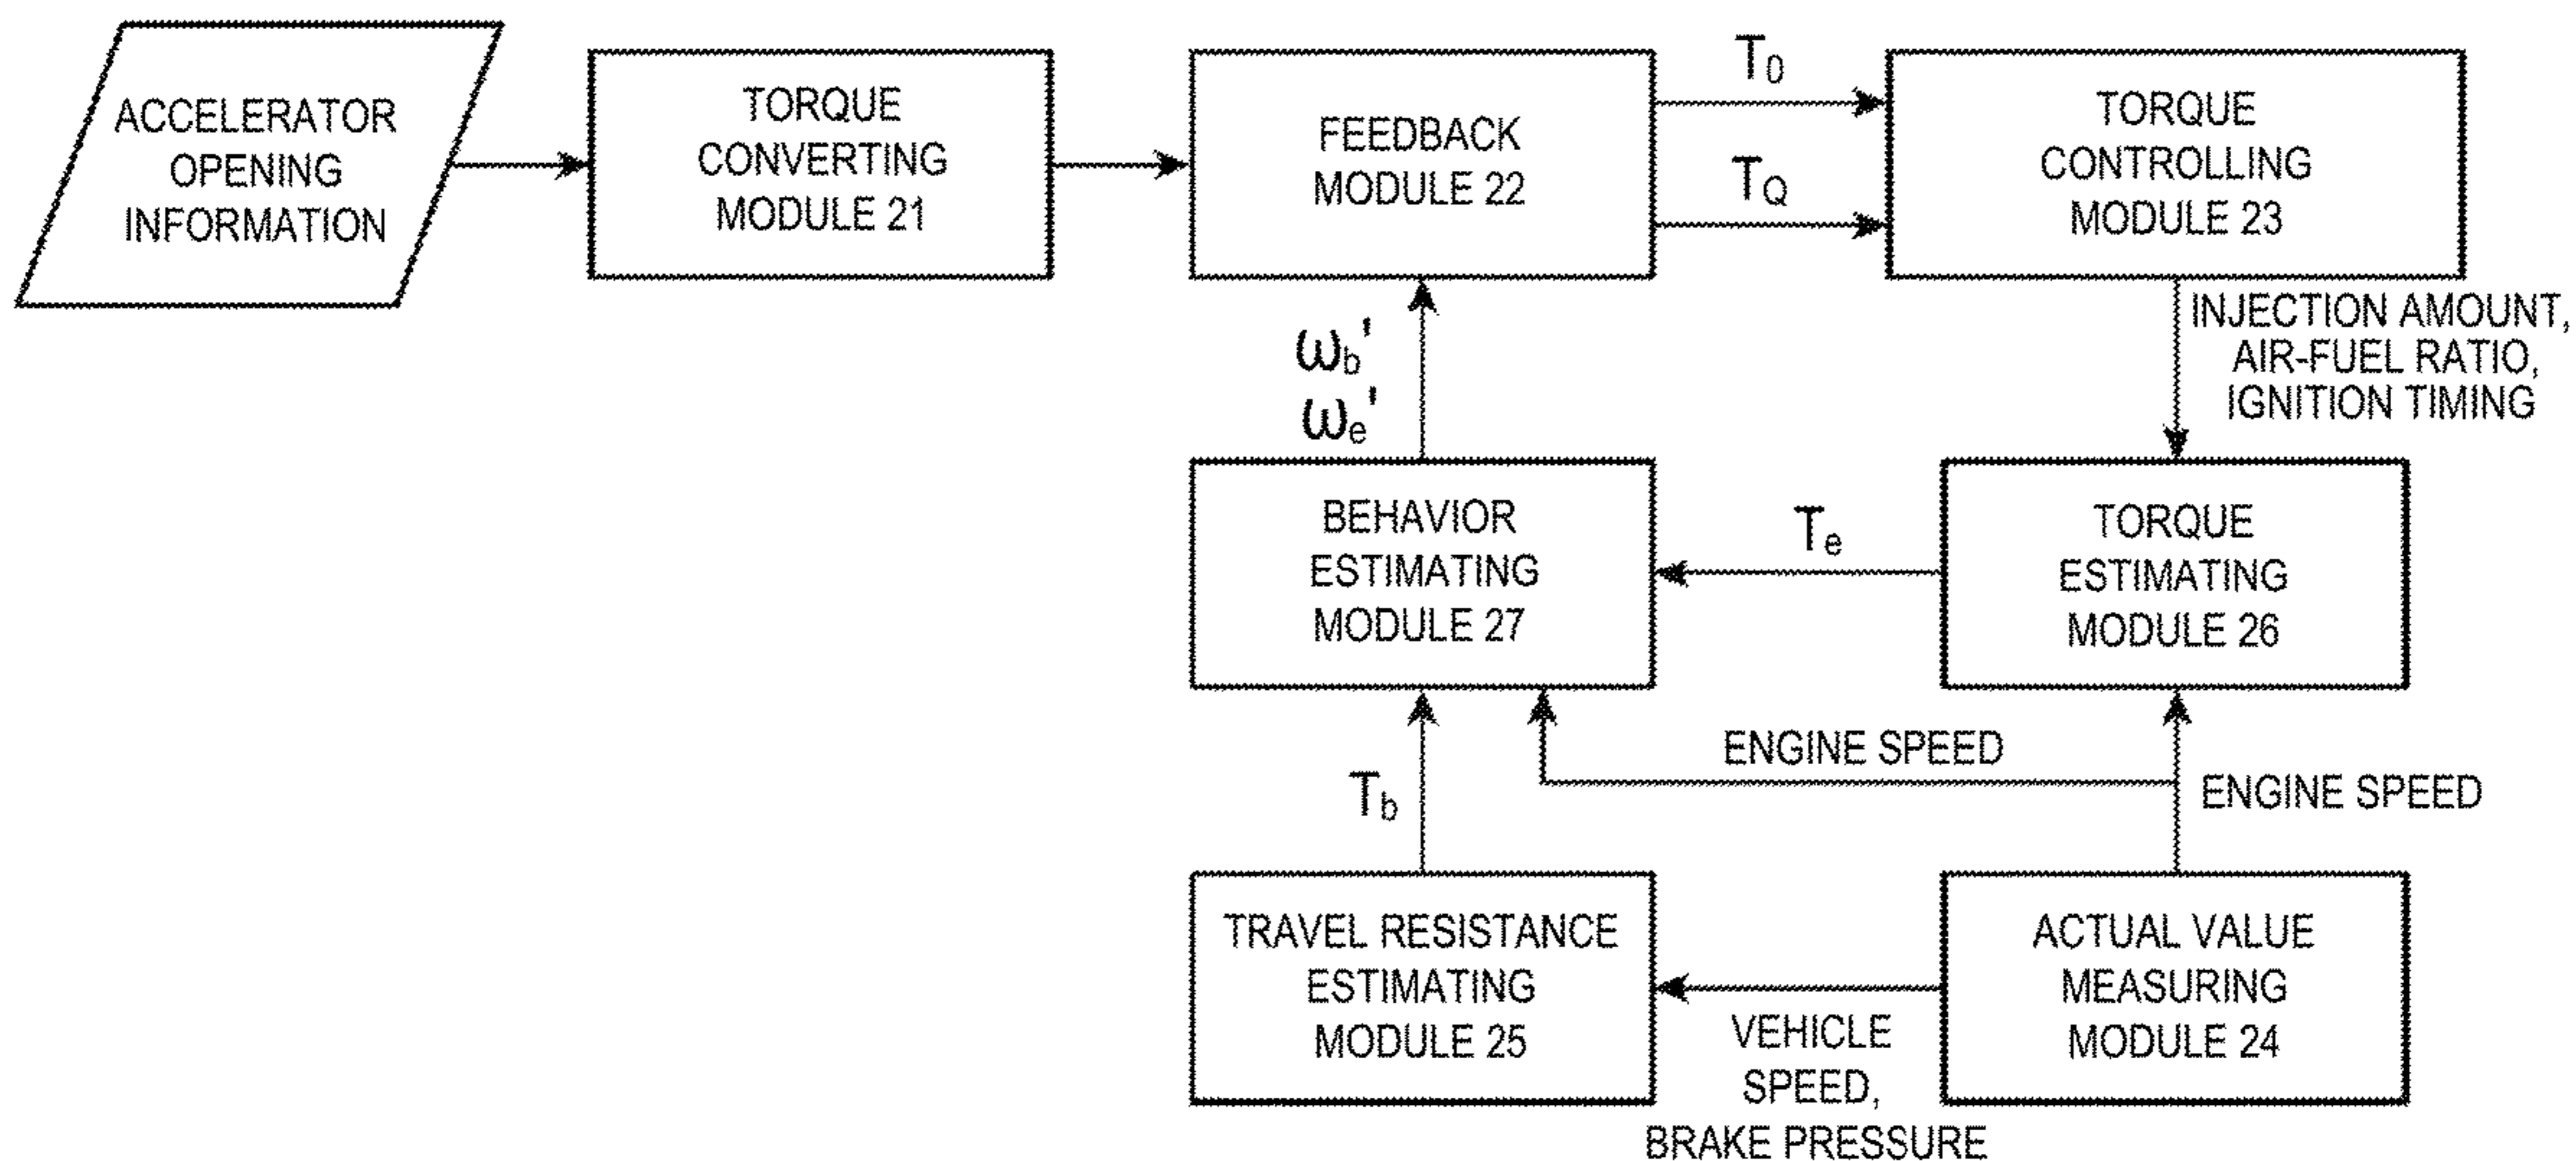 ACCELERATOR
OPENING
INFORMATION
TORQUE
CONVERTING
MODULE 21
FEEDBACK
MODULE 22
T0
TQ
TORQUE
CONTROLLING
MODULE 23
INJECTION AMOUNT,
AIR-FUEL RATIO,
IGNITION TIMING
ωb'
ωe'
BEHAVIOR
ESTIMATING
MODULE 27
Te
TORQUE
ESTIMATING
MODULE 26
ENGINE SPEED
ENGINE SPEED
Tb
TRAVEL RESISTANCE
ESTIMATING
MODULE 25
VEHICLE
SPEED,
BRAKE PRESSURE
ACTUAL VALUE
MEASURING
MODULE 24